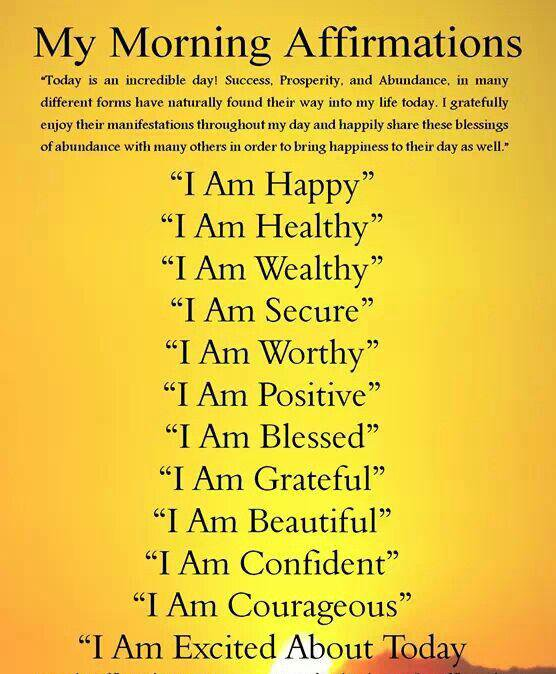 My Morning Affirmations
"Today is an incredible day! Success, Prosperity, and Abundance, in many
different forms have naturally found their way into my life today. I gratefully
enjoy their manifestations throughout my day and happily share these blessings
of abundance with many others in order to bring happiness to their day as well."
“I Am Happy”
“I Am Healthy”
“I Am Wealthy”
“I Am Secure”
“I Am Worthy”
“I Am Positive”
“I Am Blessed”
“I Am Grateful”
“I Am Beautiful”
“I Am Confident”
“I Am Courageous”
“I Am Excited About Today